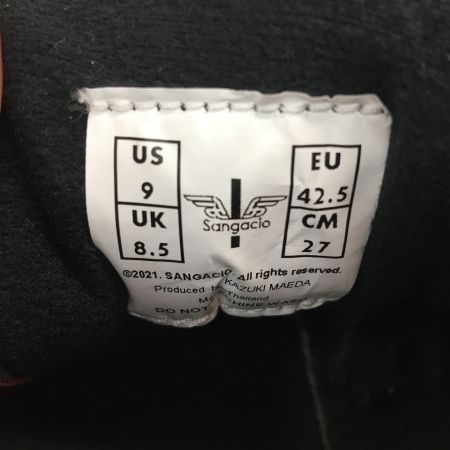 US
9
UK
8.5
Sangacio
EU
42.5
CM
27
©2021. SANGACIO. All rights reserved.
Produced KAZUKI MAEDA
Thailand
DO NOT